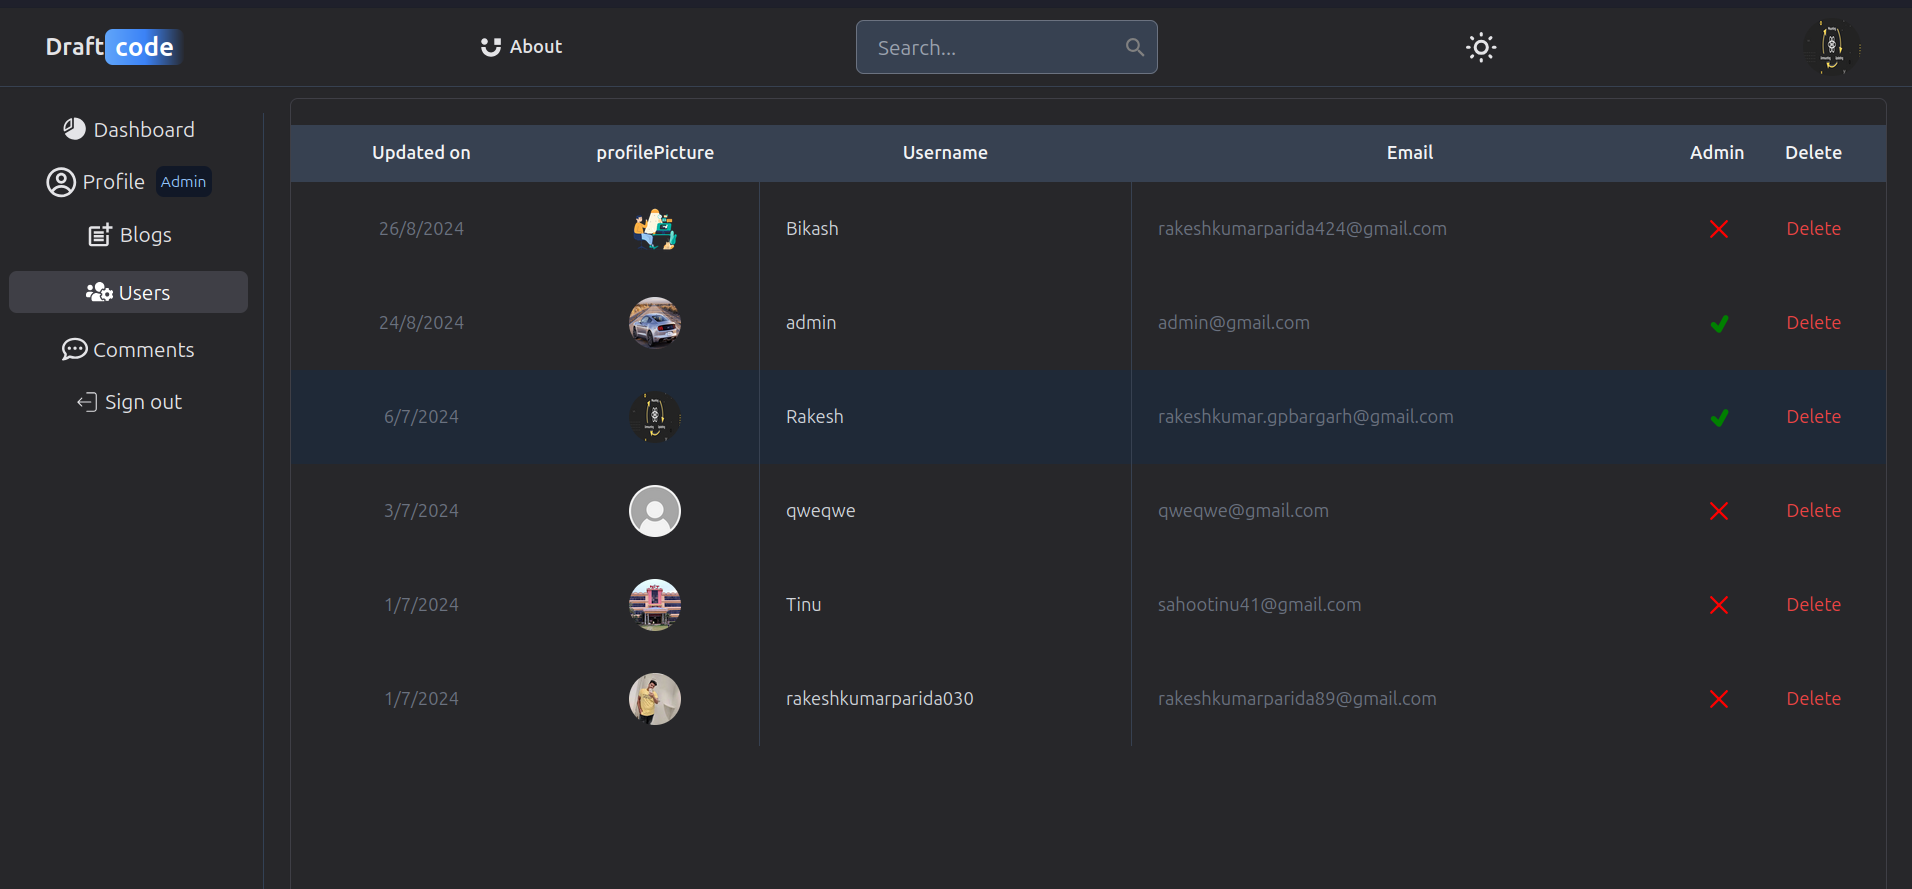 Draft code
About
Search...
Dashboard
Profile Admin
Blogs
Users
Comments
Sign out
Updated on profilePicture Username Email Admin Delete
26/8/2024 Bikash rakeshkumarparida424@gmail.com Delete
24/8/2024 admin admin@gmail.com Delete
6/7/2024 Rakesh rakeshkumar.gpbargarh@gmail.com Delete
3/7/2024 qweqwe qweqwe@gmail.com Delete
1/7/2024 Tinu sahootinu41@gmail.com Delete
1/7/2024 rakeshkumarparida030 rakeshkumarparida89@gmail.com Delete